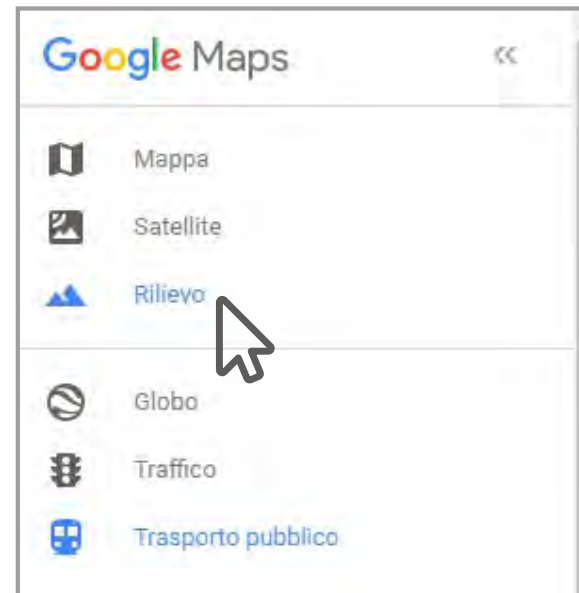 Google Maps
Mappa
Satellite
Rilievo
Globo
Traffico
Trasporto pubblico